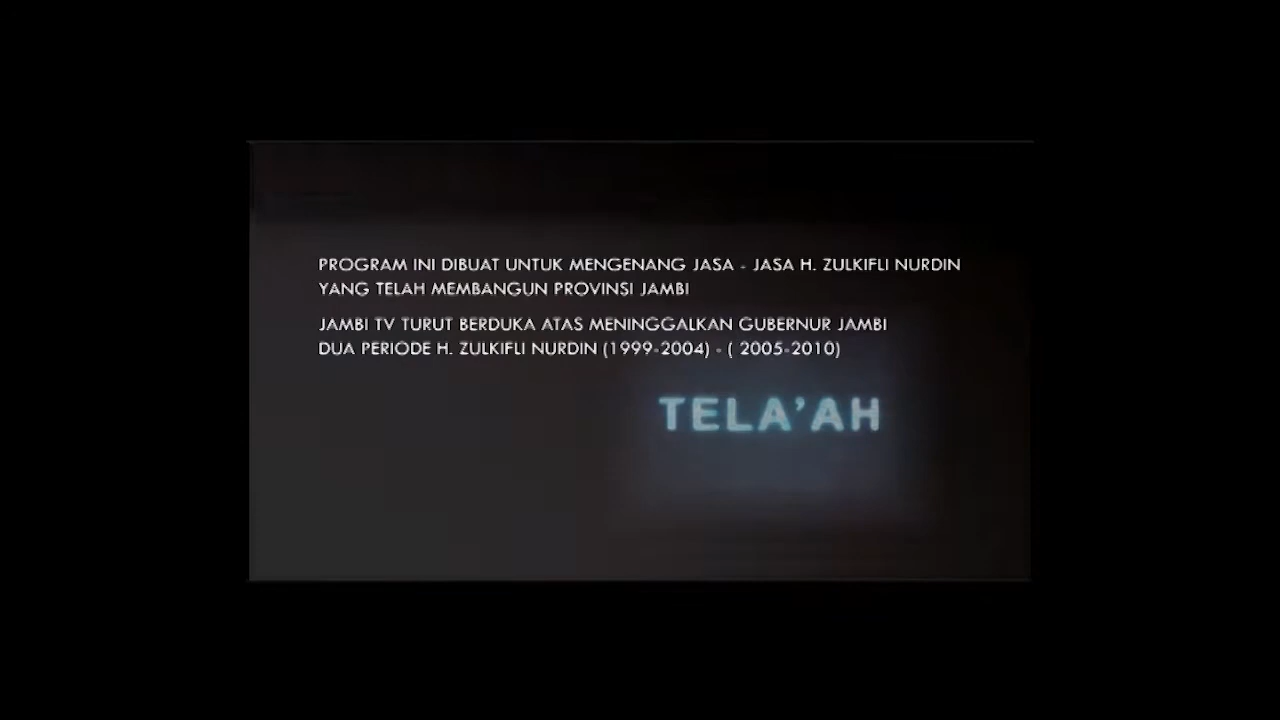 PROGRAM INI DIBUAT UNTUK MENGENANG JASA - JASA H. ZULKIFLI NURDIN
YANG TELAH MEMBANGUN PROVINSI JAMBI
JAMBI TV TURUT BERDUKA ATAS MENINGGALKAN GUBERNUR JAMBI
DUA PERIODE H. ZULKIFLI NURDIN (1999-2004) - ( 2005-2010)
TELA'AH